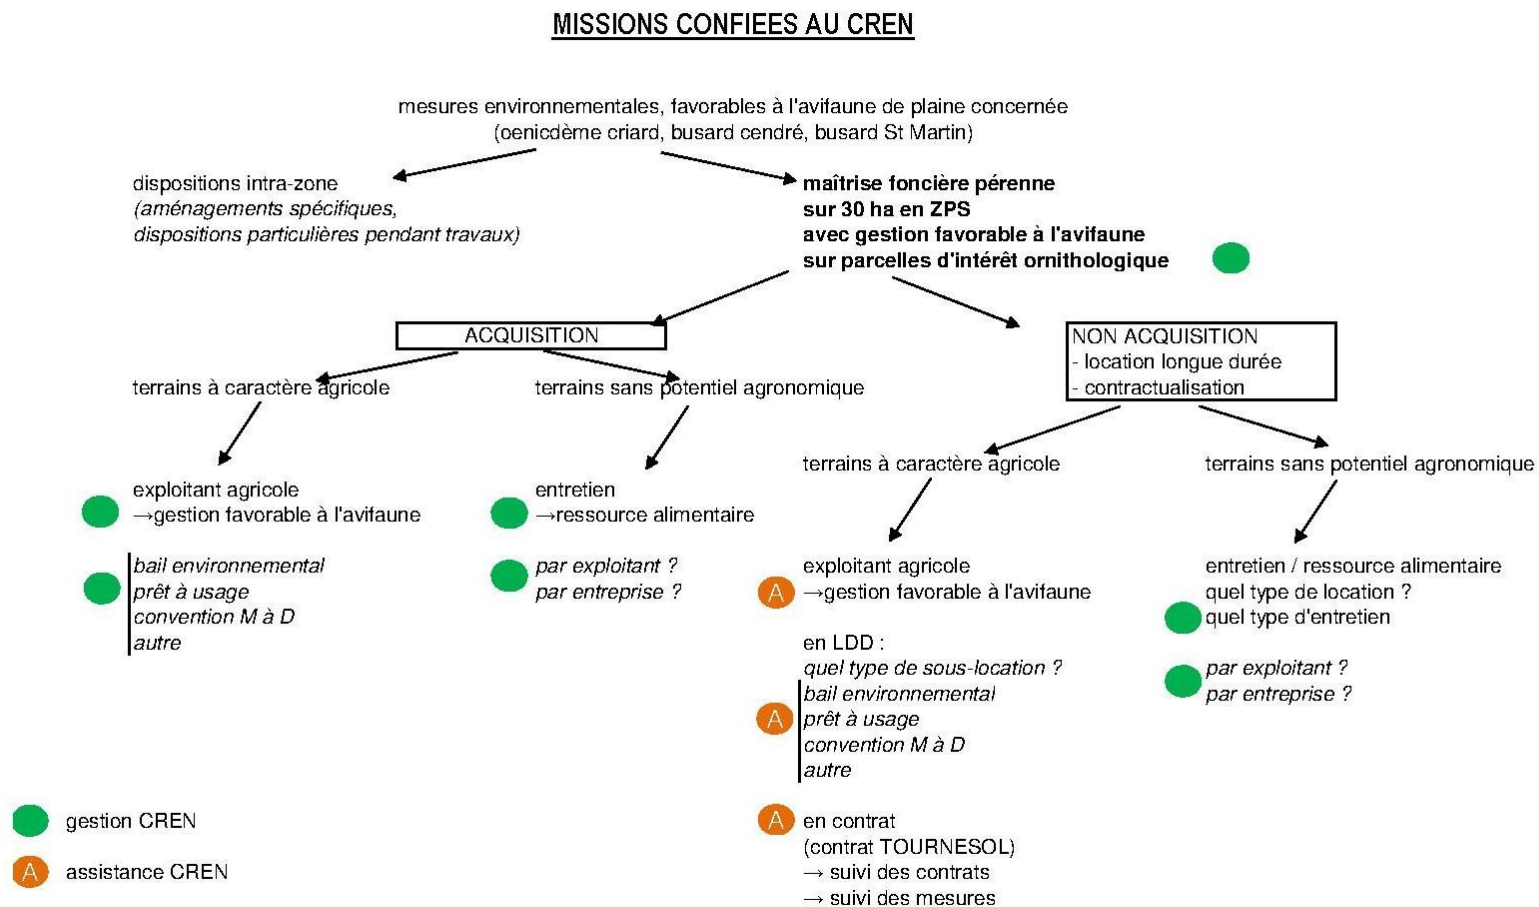 MISSIONS CONFIEES AU CREN
mesures environnementales, favorables à l'avifaune de plaine concernée
(oenicdème criard, busard cendré, busard St Martin)
dispositions intra-zone
(aménagements spécifiques,
dispositions particulières pendant travaux)
maîtrise foncière pérenne
sur 30 ha en ZPS
avec gestion favorable à l'avifaune
sur parcelles d'intérêt ornithologique
ACQUISITION
NON ACQUISITION
- location longue durée
- contractualisation
terrains à caractère agricole
terrains sans potentiel agronomique
terrains à caractère agricole
terrains sans potentiel agronomique
exploitant agricole
→gestion favorable à l'avifaune
bail environnemental
prêt à usage
convention M à D
autre
entretien
→ressource alimentaire
par exploitant ?
par entreprise ?
exploitant agricole
A →gestion favorable à l'avifaune
en LDD :
quel type de sous-location ?
bail environnemental
A prêt à usage
convention M à D
autre
A en contrat
(contrat TOURNESOL)
→ suivi des contrats
→ suivi des mesures
entretien / ressource alimentaire
quel type de location ?
quel type d'entretien
par exploitant ?
par entreprise ?
gestion CREN
A assistance CREN